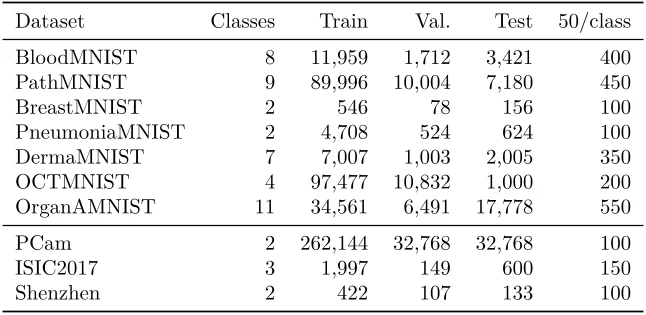 Dataset Classes Train Val. Test 50/class
BloodMNIST 8 11,959 1,712 3,421 400
PathMNIST 9 89,996 10,004 7,180 450
BreastMNIST 2 546 78 156 100
PneumoniaMNIST 2 4,708 524 624 100
DermaMNIST 7 7,007 1,003 2,005 350
OCTMNIST 4 97,477 10,832 1,000 200
OrganAMNIST 11 34,561 6,491 17,778 550
PCam 2 262,144 32,768 32,768 100
ISIC2017 3 1,997 149 600 150
Shenzhen 2 422 107 133 100